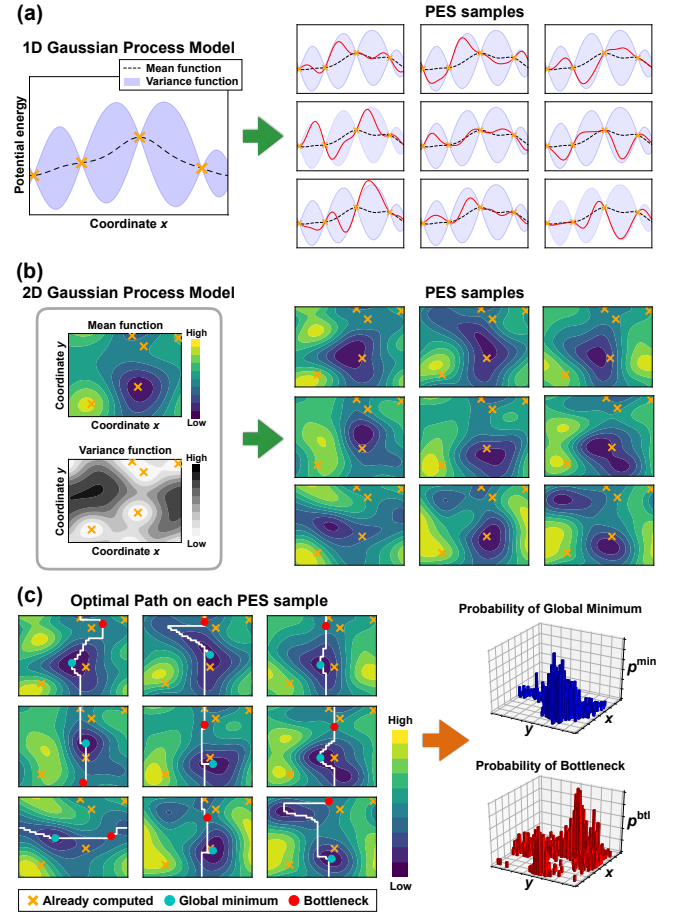 (a)
1D Gaussian Process Model
Mean function
Variance function
Potential energy
Coordinate x
PES samples
(b)
2D Gaussian Process Model
Mean function
High
Coordinate y
Low
Coordinate x
Variance function
High
Coordinate y
Low
Coordinate x
PES samples
(c)
Optimal Path on each PES sample
High
Low
Already computed
Global minimum
Bottleneck
Probability of Global Minimum
p^min
y
x
Probability of Bottleneck
p^btl
y
x